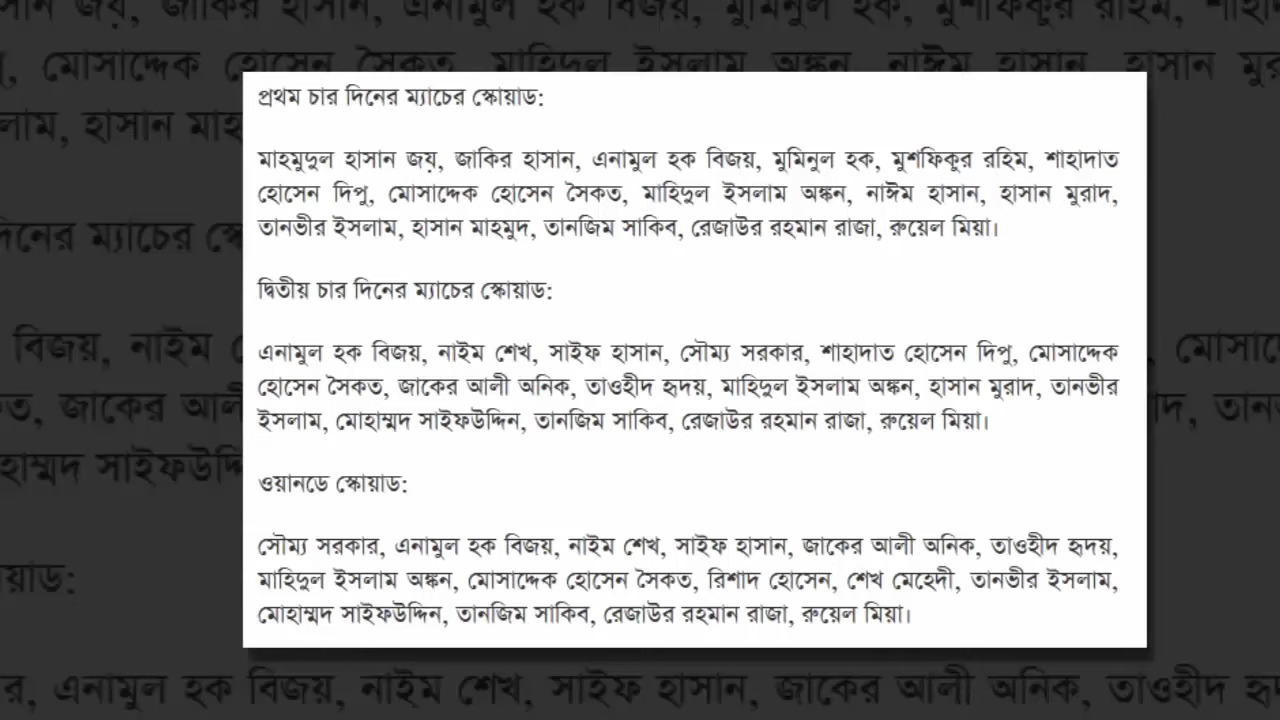 প্রথম চার দিনের ম্যাচের স্কোয়াড:
মাহমুদুল হাসান জয়, জাকির হাসান, এনামুল হক বিজয়, মুমিনুল হক, মুশফিকুর রহিম, শাহাদাত
হোসেন দিপু, মোসাদ্দেক হোসেন সৈকত, মাহিদুল ইসলাম অঙ্কন, নাঈম হাসান, হাসান মুরাদ,
তানভীর ইসলাম, হাসান মাহমুদ, তানজিম সাকিব, রেজাউর রহমান রাজা, রুয়েল মিয়া।
দ্বিতীয় চার দিনের ম্যাচের স্কোয়াড:
এনামুল হক বিজয়, নাইম শেখ, সাইফ হাসান, সৌম্য সরকার, শাহাদাত হোসেন দিপু, মোসাদ্দেক
হোসেন সৈকত, জাকের আলী অনিক, তাওহীদ হৃদয়, মাহিদুল ইসলাম অঙ্কন, হাসান মুরাদ, তানভীর
ইসলাম, মোহাম্মদ সাইফউদ্দিন, তানজিম সাকিব, রেজাউর রহমান রাজা, রুয়েল মিয়া।
ওয়ানডে স্কোয়াড:
সৌম্য সরকার, এনামুল হক বিজয়, নাইম শেখ, সাইফ হাসান, জাকের আলী অনিক, তাওহীদ হৃদয়,
মাহিদুল ইসলাম অঙ্কন, মোসাদ্দেক হোসেন সৈকত, রিশাদ হোসেন, শেখ মেহেদী, তানভীর ইসলাম,
মোহাম্মদ সাইফউদ্দিন, তানজিম সাকিব, রেজাউর রহমান রাজা, রুয়েল মিয়া।